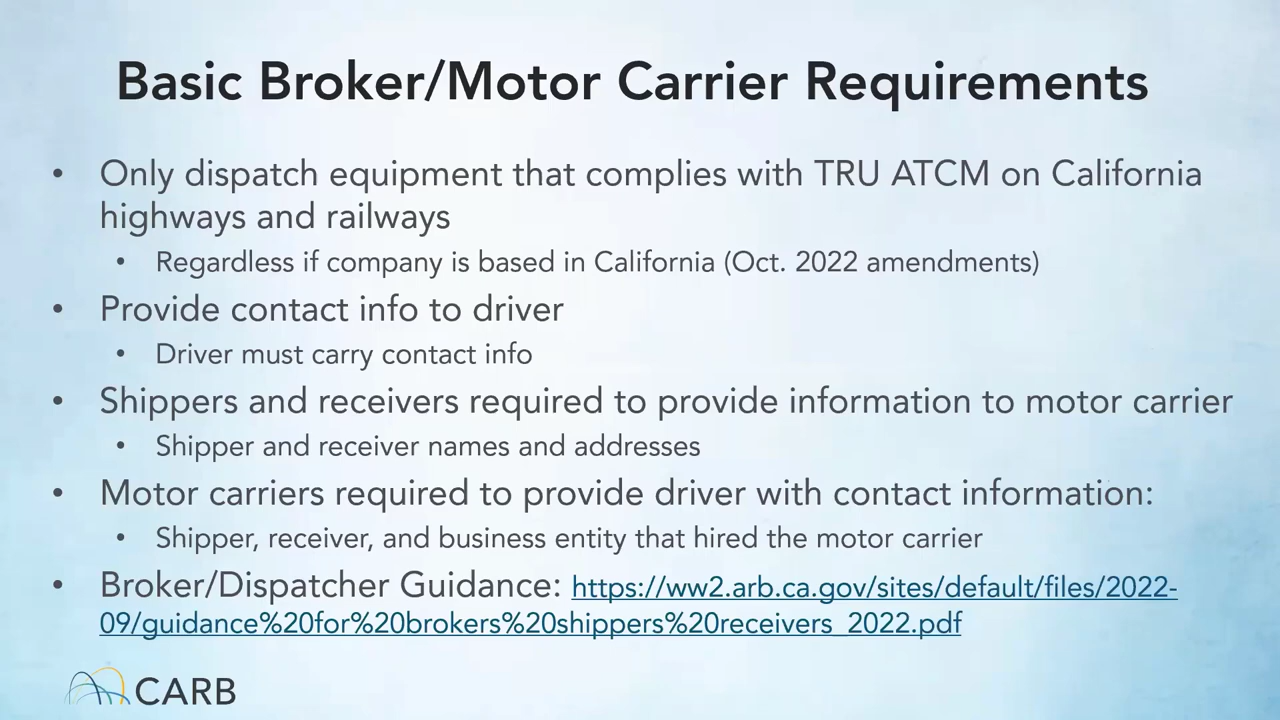 Basic Broker/Motor Carrier Requirements
• Only dispatch equipment that complies with TRU ATCM on California
highways and railways
• Regardless if company is based in California (Oct. 2022 amendments)
• Provide contact info to driver
• Driver must carry contact info
• Shippers and receivers required to provide information to motor carrier
• Shipper and receiver names and addresses
• Motor carriers required to provide driver with contact information:
• Shipper, receiver, and business entity that hired the motor carrier
• Broker/Dispatcher Guidance: https://ww2.arb.ca.gov/sites/default/files/2022-
09/guidance%20for%20brokers%20shippers%20receivers_2022.pdf
CARB